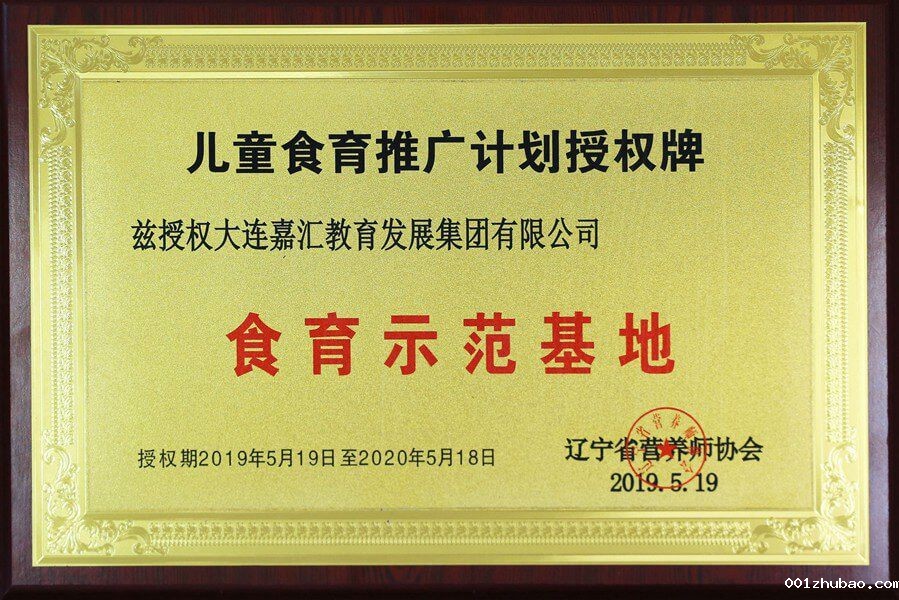 儿童食育推广计划授权牌
兹授权大连嘉汇教育发展集团有限公司
食育示范基地
授权期2019年5月19日至2020年5月18日
辽宁省营养师协会
2019.5.19
001zhubao.com